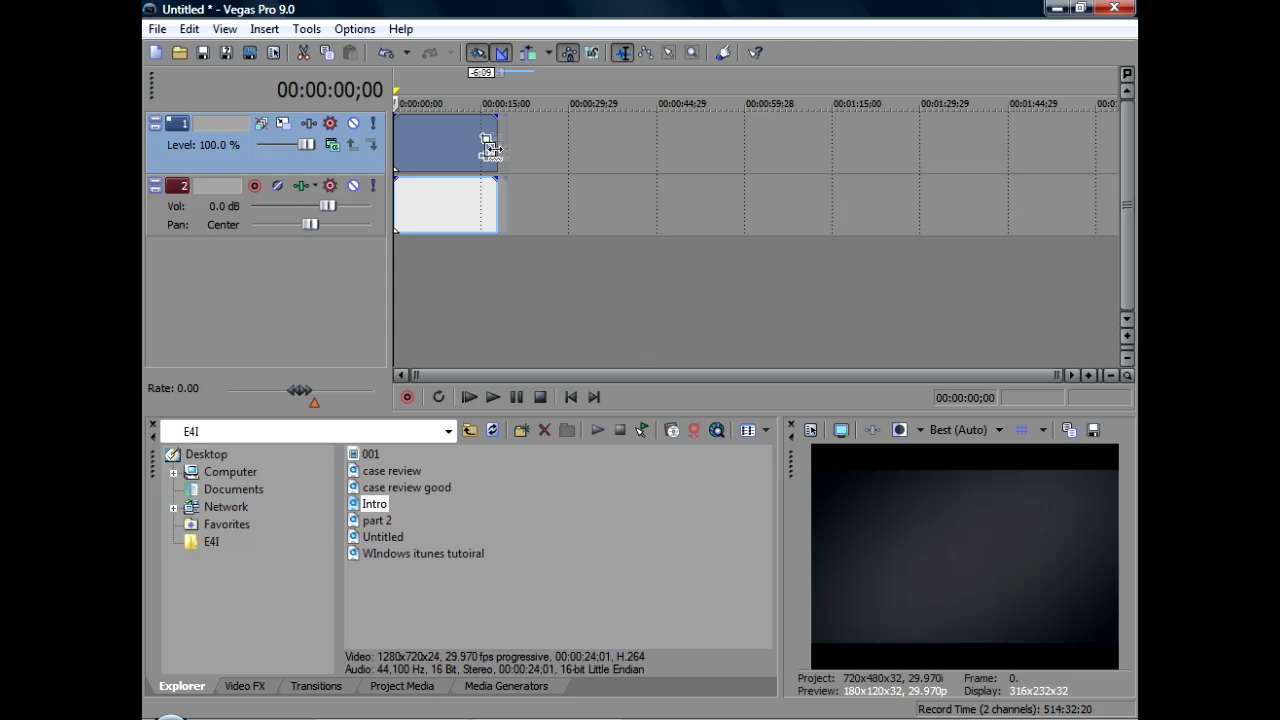 Untitled * - Vegas Pro 9.0
File Edit View Insert Tools Options Help
-6:09
00:00:00;00
00:00:00;00 00:00:15;00 00:00:29;29 00:00:44;29 00:00:59;28 00:01:15;00 00:01:29;29 00:01:44;29 00:0
1
Level: 100.0 %
2
Vol: 0.0 dB
Pan: Center
Rate: 0.00
00:00:00;00
E4I
Best (Auto)
Desktop
Computer
Documents
Network
Favorites
E4I
001
case review
case review good
Intro
part 2
Untitled
WIndows itunes tutoiral
Video: 1280x720x24, 29.970 fps progressive, 00:00:24;01, H.264
Audio: 44,100 Hz, 16 Bit, Stereo, 00:00:24;01, 16-bit Little Endian
Explorer Video FX Transitions Project Media Media Generators
Project: 720x480x32, 29.970i Frame: 0.
Preview: 180x120x32, 29.970p Display: 316x232x32
Record Time (2 channels): 514:32:20